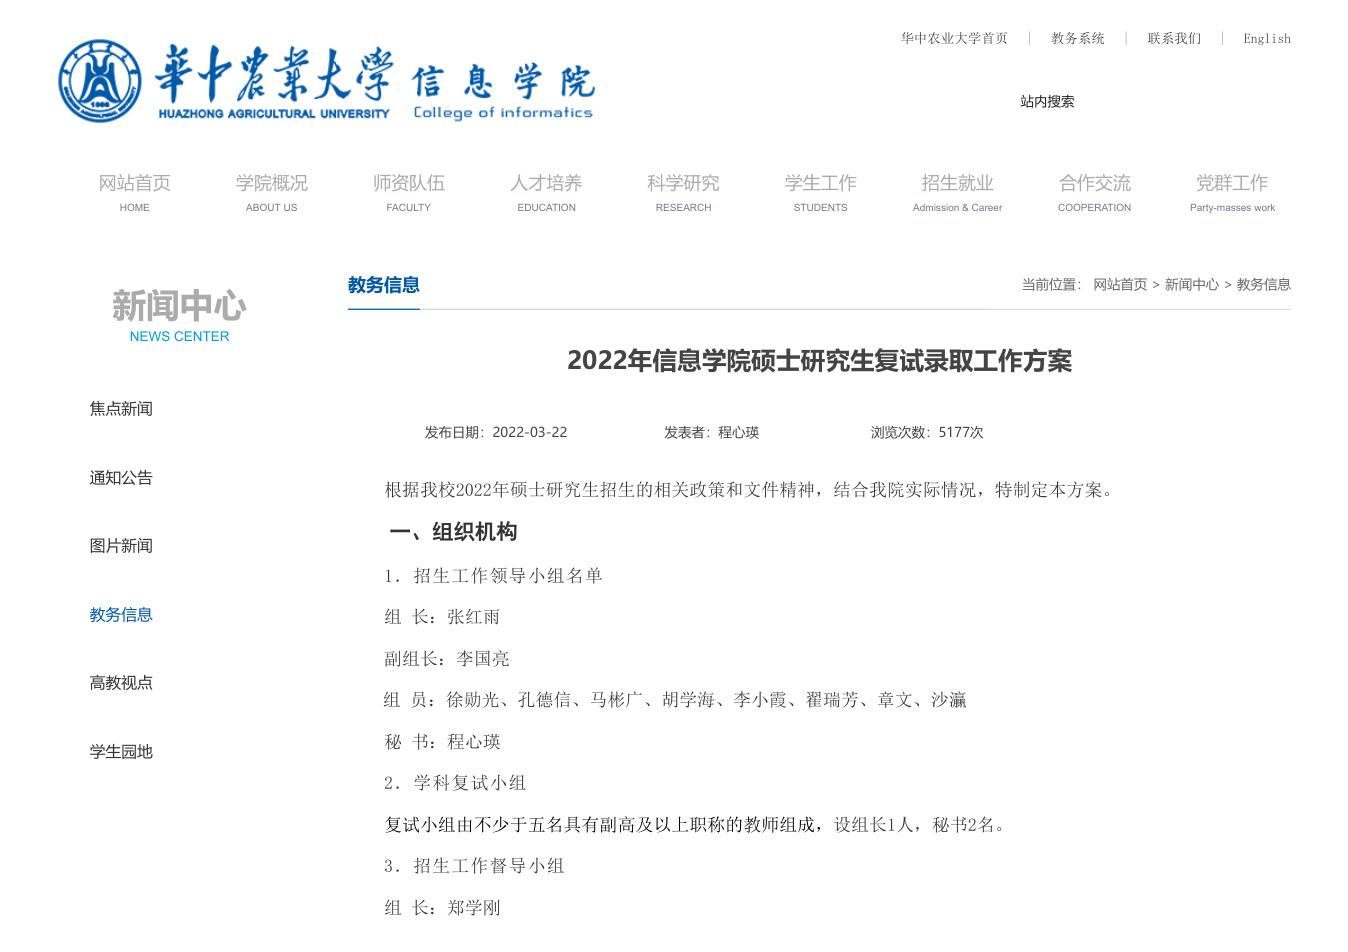 华中农业大学首页 | 教务系统 | 联系我们 | English
華中農業大學 信息学院
HUAZHONG AGRICULTURAL UNIVERSITY College of informatics
站内搜索
网站首页 学院概况 师资队伍 人才培养 科学研究 学生工作 招生就业 合作交流 党群工作
HOME ABOUT US FACULTY EDUCATION RESEARCH STUDENTS Admission & Career COOPERATION Party-masses work
新闻中心
NEWS CENTER
焦点新闻
通知公告
图片新闻
教务信息
高教视点
学生园地
教务信息
当前位置： 网站首页 > 新闻中心 > 教务信息
2022年信息学院硕士研究生复试录取工作方案
发布日期：2022-03-22 发表者：程心瑛 浏览次数：5177次
根据我校2022年硕士研究生招生的相关政策和文件精神，结合我院实际情况，特制定本方案。
一、组织机构
1．招生工作领导小组名单
组 长：张红雨
副组长：李国亮
组 员：徐勋光、孔德信、马彬广、胡学海、李小霞、翟瑞芳、章文、沙瀛
秘 书：程心瑛
2．学科复试小组
复试小组由不少于五名具有副高及以上职称的教师组成，设组长1人，秘书2名。
3．招生工作督导小组
组 长：郑学刚